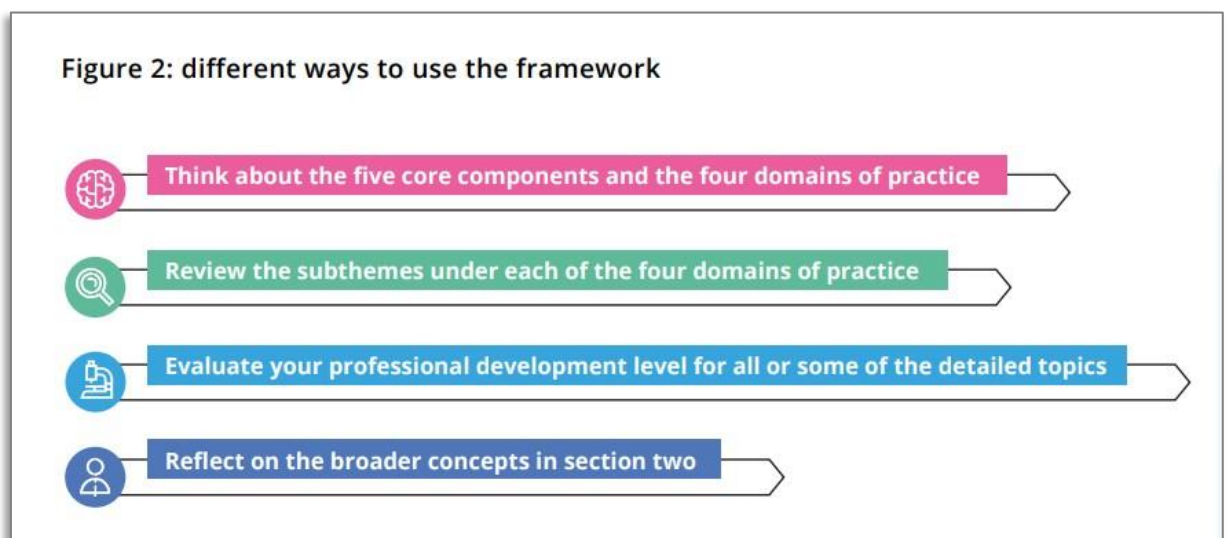 Figure 2: different ways to use the framework
Think about the five core components and the four domains of practice
Review the subthemes under each of the four domains of practice
Evaluate your professional development level for all or some of the detailed topics
Reflect on the broader concepts in section two